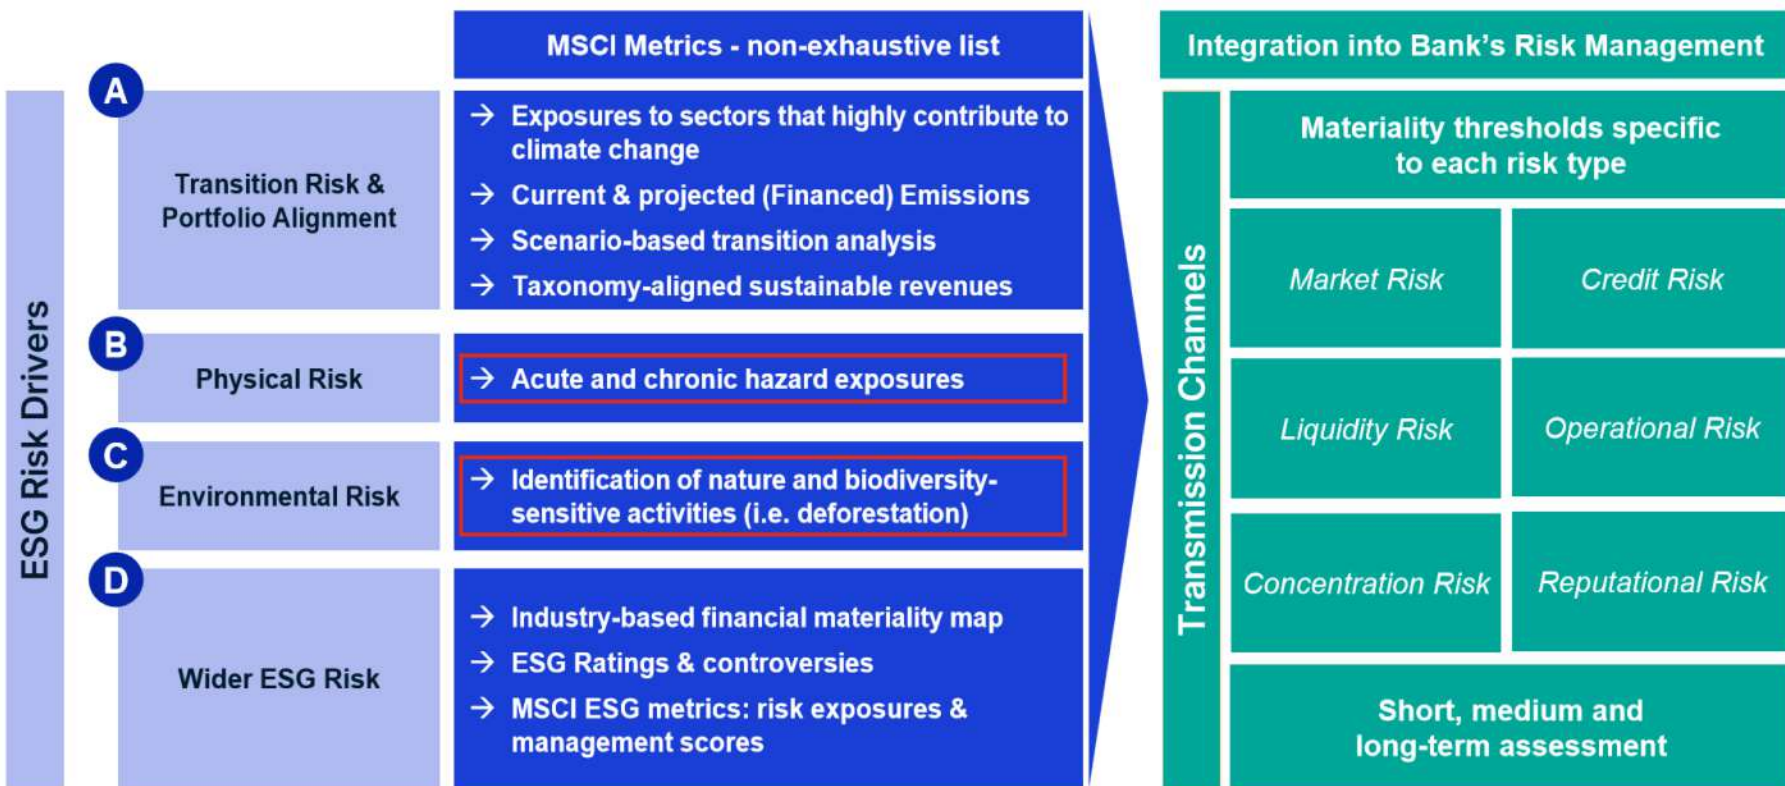 MSCI Metrics - non-exhaustive list
Integration into Bank's Risk Management
ESG Risk Drivers
A
Transition Risk &
Portfolio Alignment
→ Exposures to sectors that highly contribute to
climate change
→ Current & projected (Financed) Emissions
→ Scenario-based transition analysis
→ Taxonomy-aligned sustainable revenues
B
Physical Risk
→ Acute and chronic hazard exposures
C
Environmental Risk
→ Identification of nature and biodiversity-
sensitive activities (i.e. deforestation)
D
Wider ESG Risk
→ Industry-based financial materiality map
→ ESG Ratings & controversies
→ MSCI ESG metrics: risk exposures &
management scores
Transmission Channels
Materiality thresholds specific
to each risk type
Market Risk
Credit Risk
Liquidity Risk
Operational Risk
Concentration Risk
Reputational Risk
Short, medium and
long-term assessment